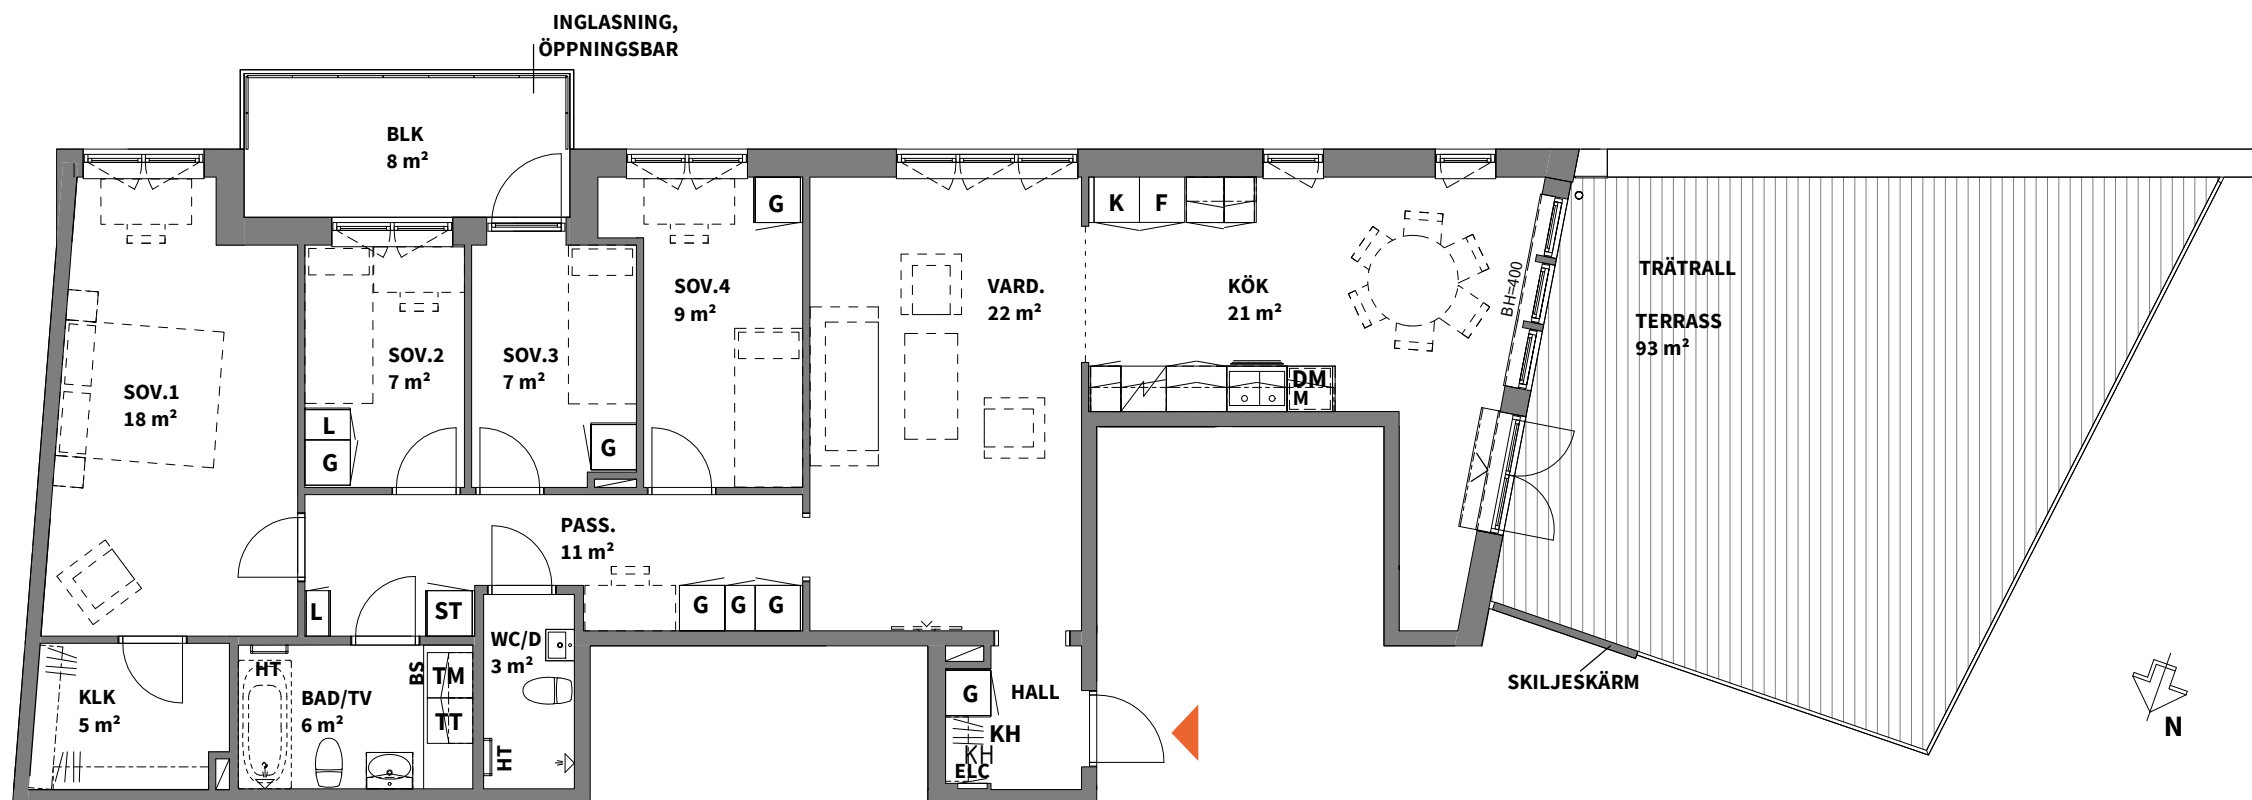 INGLASNING,
ÖPPNINGSBAR
BLK
8 m²
G
K
F
SOV.1
18 m²
SOV.2
7 m²
SOV.3
7 m²
SOV.4
9 m²
VARD.
22 m²
KÖK
21 m²
BH=400
TRÄTRALL
TERRASS
93 m²
DM
M
L
G
G
PASS.
11 m²
L
ST
G
G
G
WC/D
3 m²
HT
BS
TM
TT
KLK
5 m²
BAD/TV
6 m²
HT
G
HALL
KH
KH
ELC
SKILJESKÄRM
N